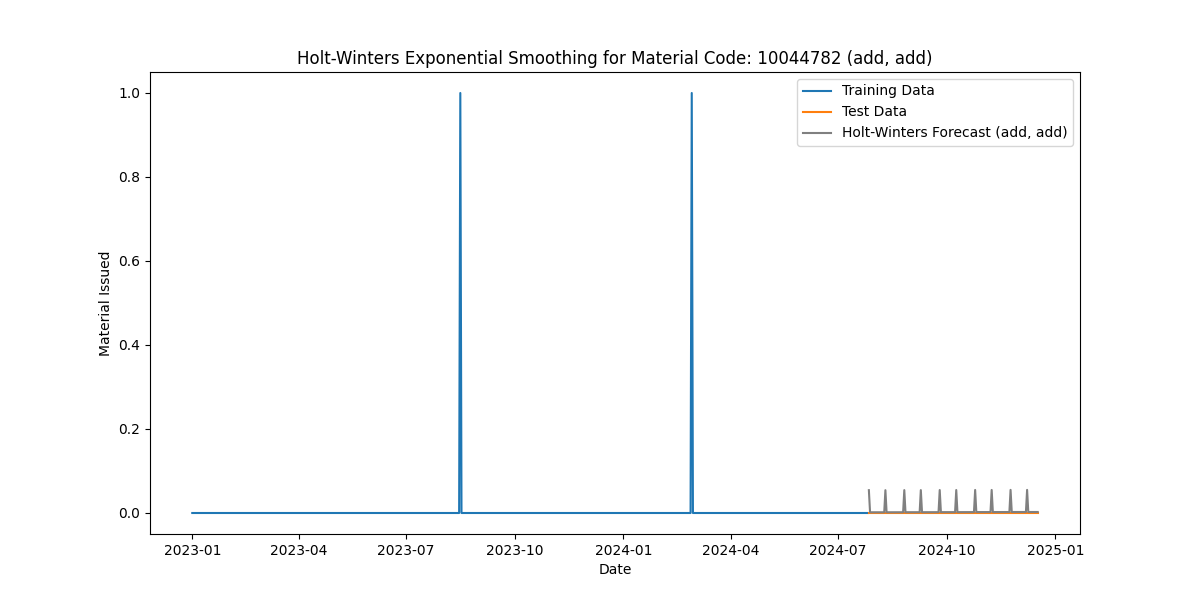 Holt-Winters Exponential Smoothing for Material Code: 10044782 (add, add)
Training Data
Test Data
Holt-Winters Forecast (add, add)
Material Issued
1.0
0.8
0.6
0.4
0.2
0.0
2023-01 2023-04 2023-07 2023-10 2024-01 2024-04 2024-07 2024-10 2025-01
Date